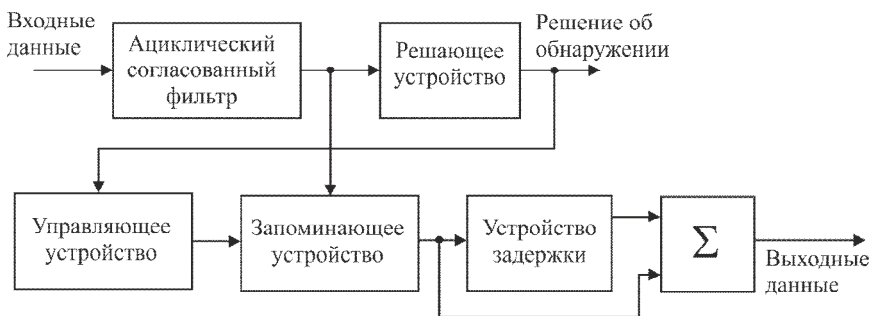 Входные
данные
Ациклический
согласованный
фильтр
Решающее
устройство
Решение об
обнаружении
Управляющее
устройство
Запоминающее
устройство
Устройство
задержки
Σ
Выходные
данные